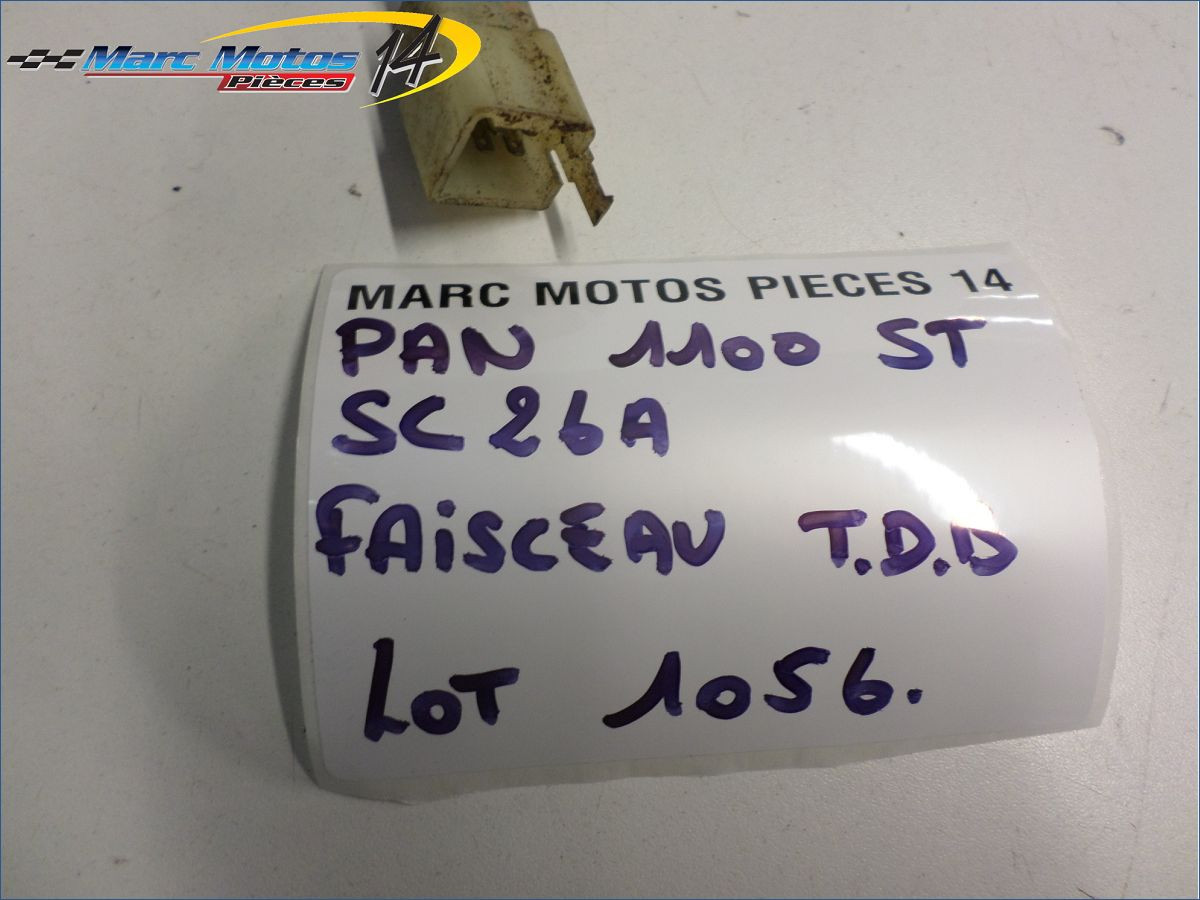 Marc Motos 14
Pièces
MARC MOTOS PIECES 14
PAN 1100 ST
SC26A
FAiSCEAU T.D.D
LOT 1056.